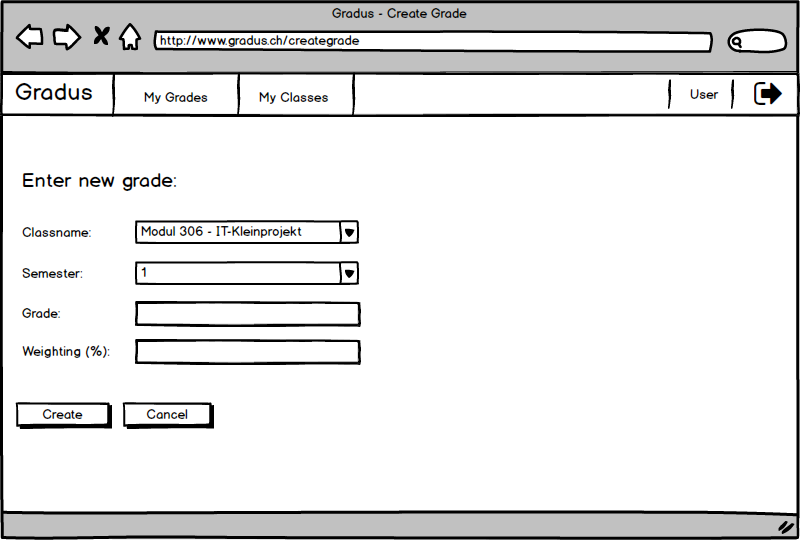 Gradus - Create Grade
http://www.gradus.ch/creategrade
Gradus My Grades My Classes User
Enter new grade:
Classname: Modul 306 - IT-Kleinprojekt
Semester: 1
Grade:
Weighting (%):
Create Cancel